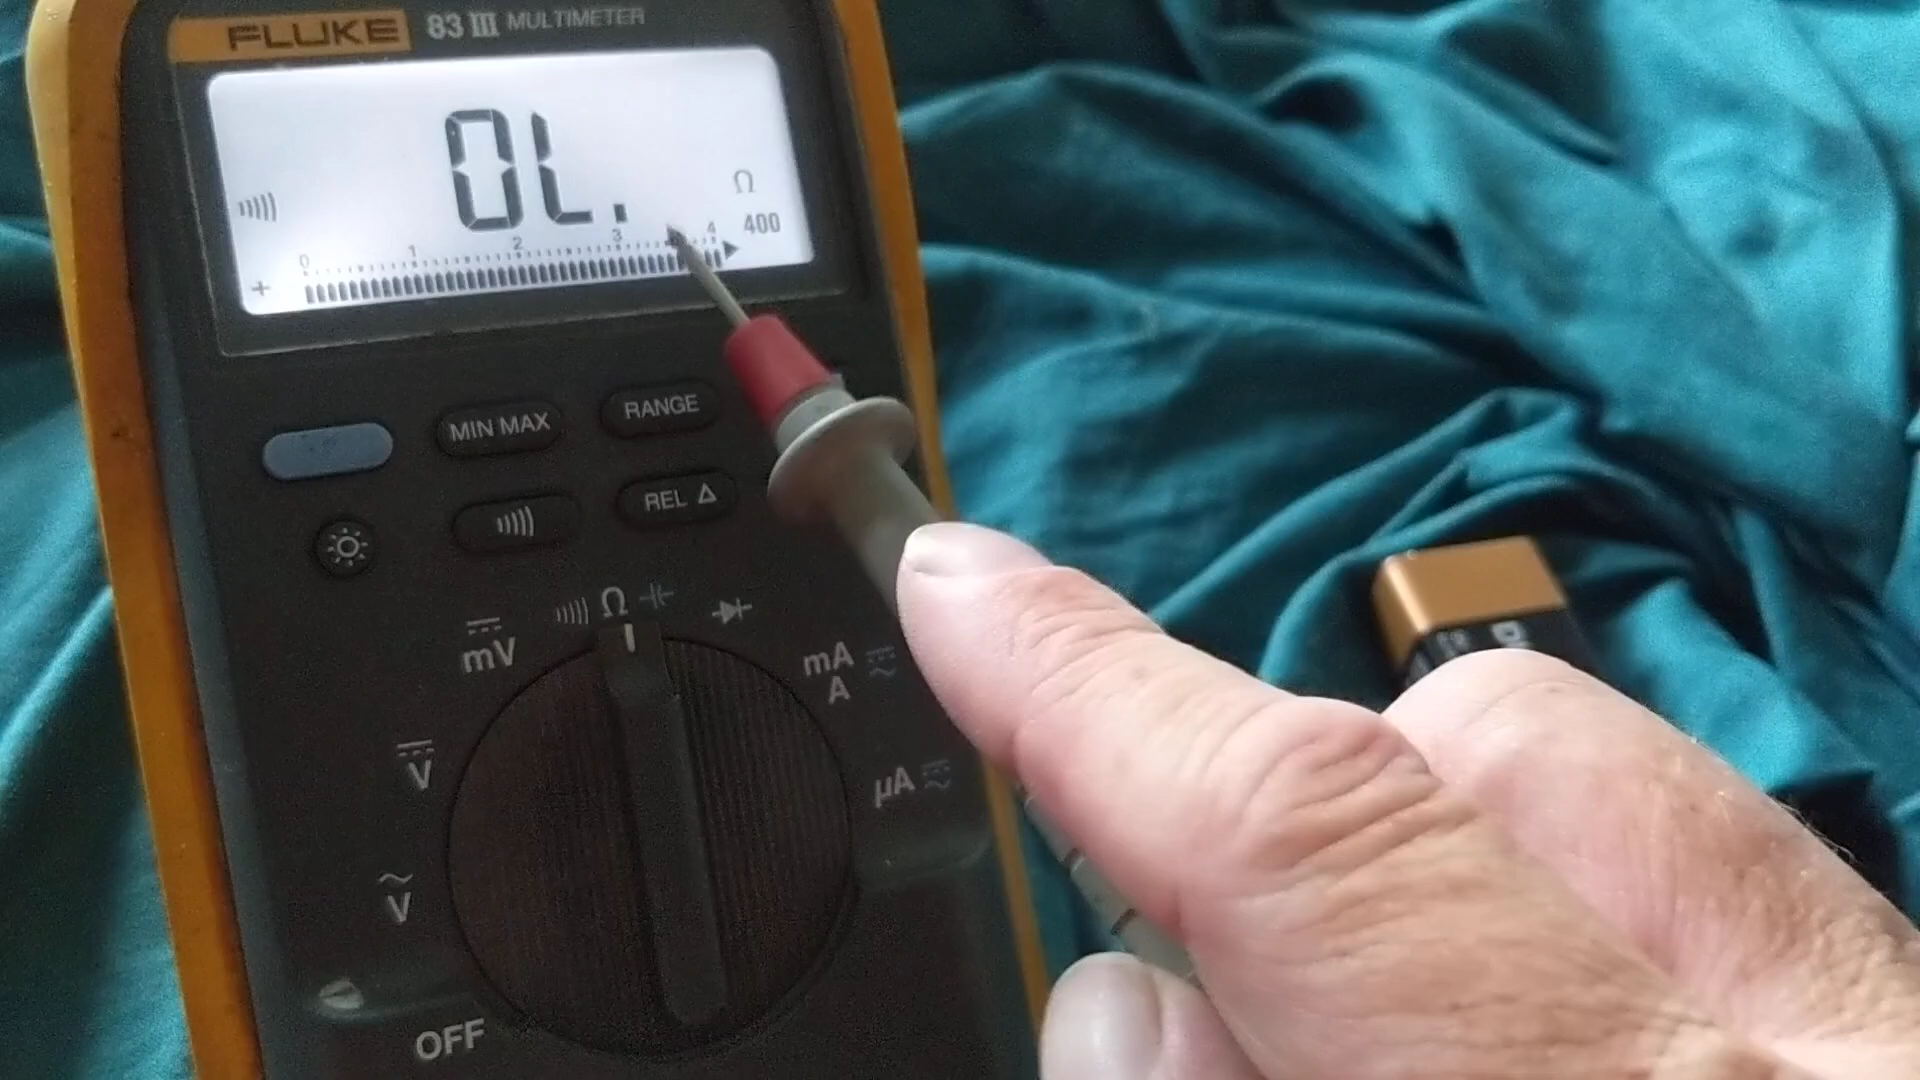 FLUKE 83 III MULTIMETER
OL.
Ω
0 1 2 3 4 400
+
MIN MAX RANGE
REL Δ
mV Ω
mA
A
V
µA
V
OFF